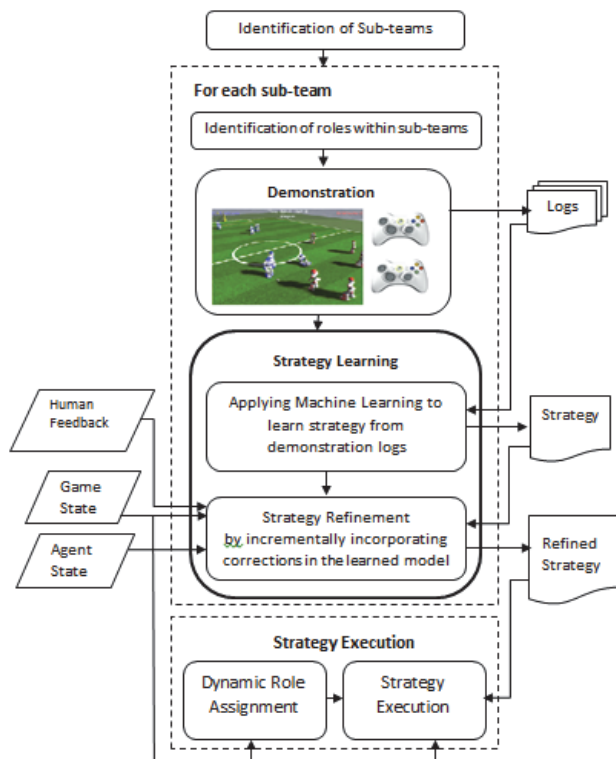 Identification of Sub-teams
For each sub-team
Identification of roles within sub-teams
Demonstration
Logs
Strategy Learning
Applying Machine Learning to
learn strategy from
demonstration logs
Strategy
Human
Feedback
Game
State
Agent
State
Strategy Refinement
by incrementally incorporating
corrections in the learned model
Refined
Strategy
Strategy Execution
Dynamic Role
Assignment
Strategy
Execution